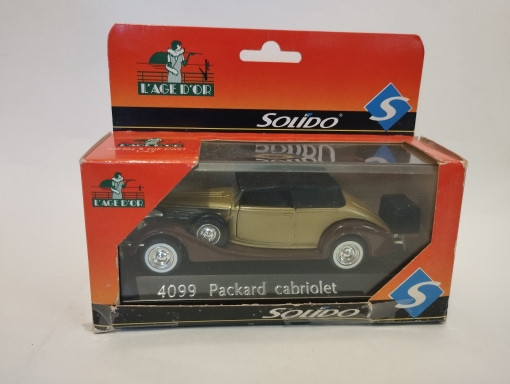 L'AGE D'OR
SOLIDO®
S
L'AGE D'OR
4099 Packard cabriolet
S
SOLIDO